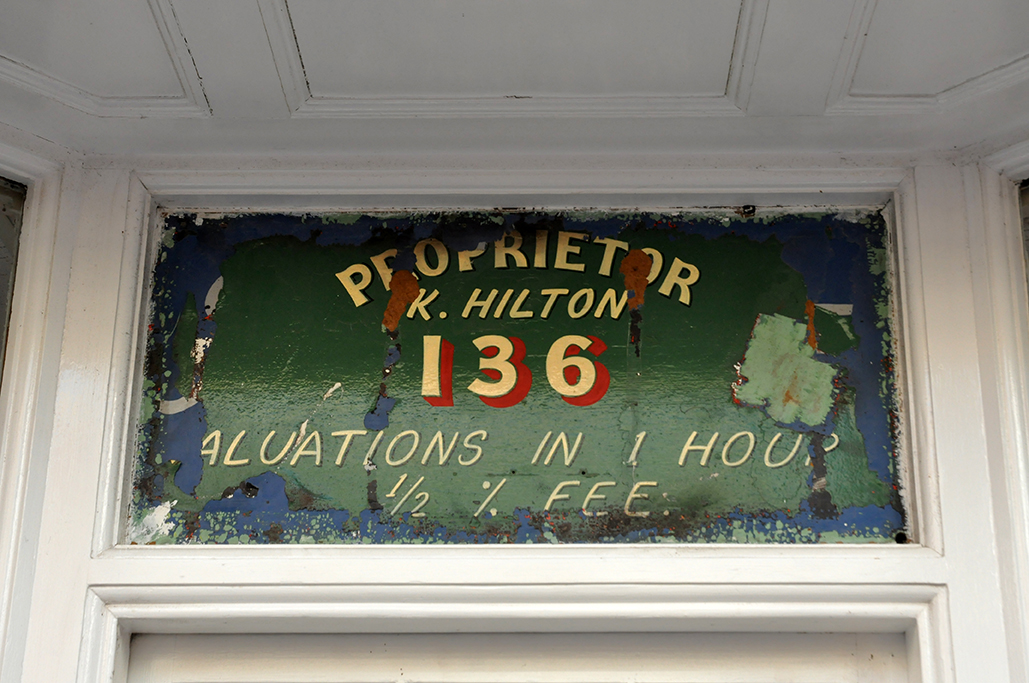 PROPRIETOR
K. HILTON
136
ALUATIONS IN 1 HOUR
1/2 % FEE.